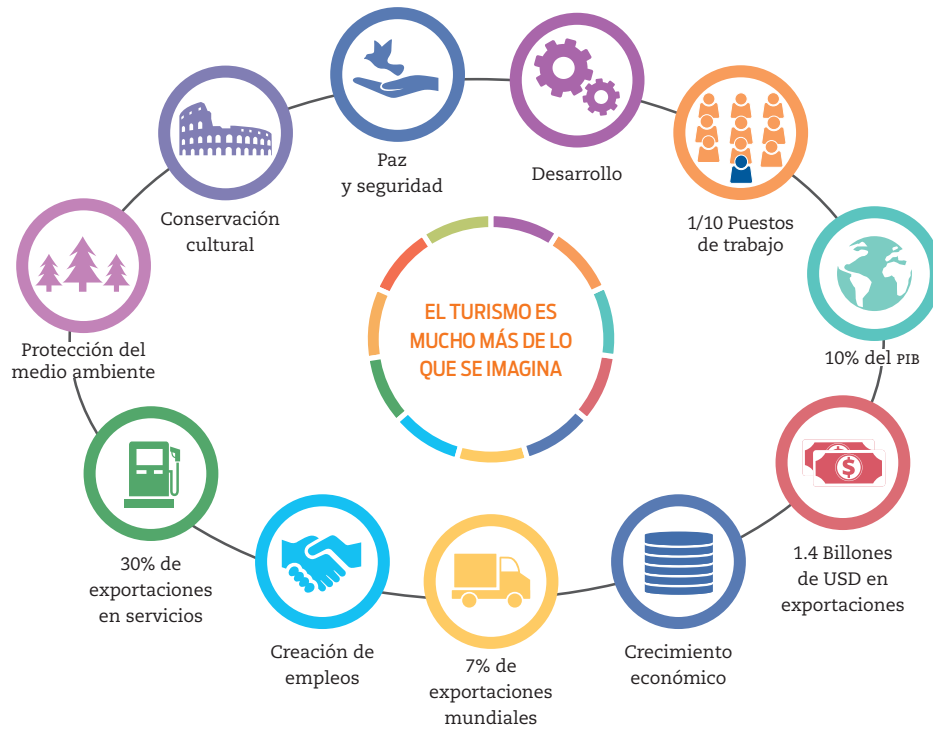 Paz
y seguridad
Desarrollo
1/10 Puestos
de trabajo
10% del PIB
1.4 Billones
de USD en
exportaciones
Crecimiento
económico
7% de
exportaciones
mundiales
Creación de
empleos
30% de
exportaciones
en servicios
Protección del
medio ambiente
Conservación
cultural
EL TURISMO ES
MUCHO MÁS DE LO
QUE SE IMAGINA
$